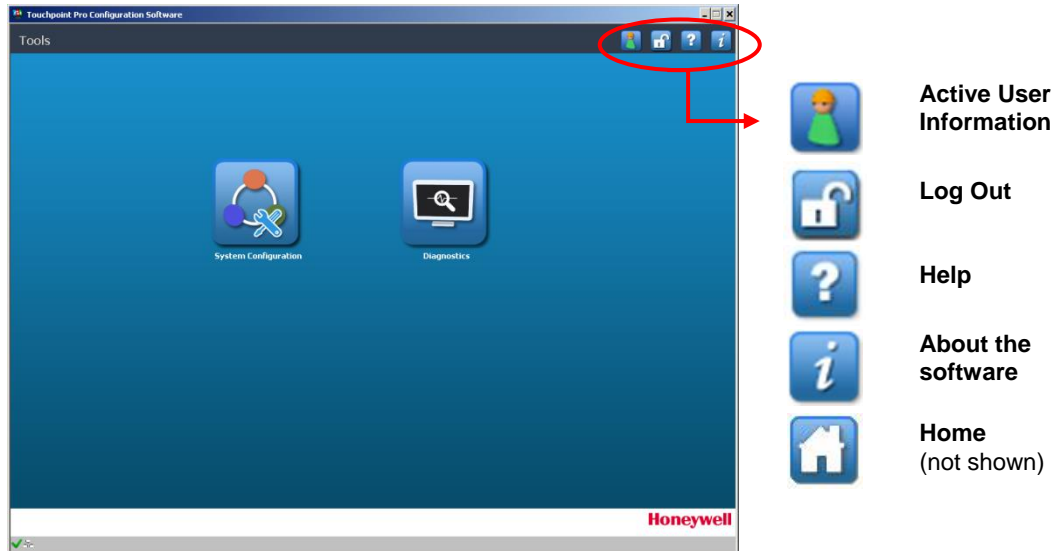 Touchpoint Pro Configuration Software
Tools
System Configuration
Diagnostics
Honeywell
Active User
Information
Log Out
Help
About the
software
Home
(not shown)